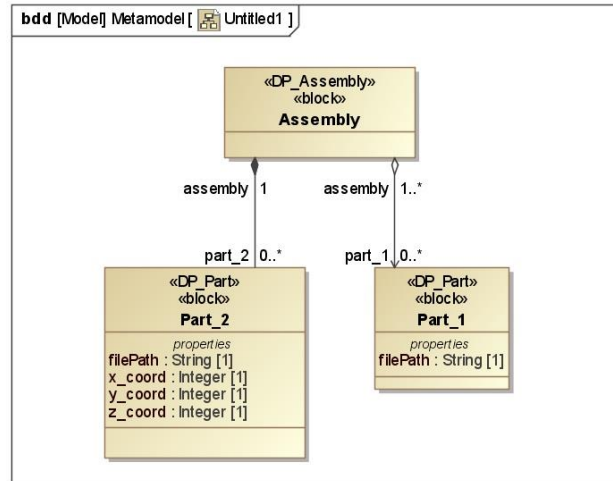 bdd [Model] Metamodel [ Untitled1 ]
«DP_Assembly»
«block»
Assembly
assembly 1
assembly 1..*
part_2 0..*
part_1 0..*
«DP_Part»
«block»
Part_2
properties
filePath : String [1]
x_coord : Integer [1]
y_coord : Integer [1]
z_coord : Integer [1]
«DP_Part»
«block»
Part_1
properties
filePath : String [1]